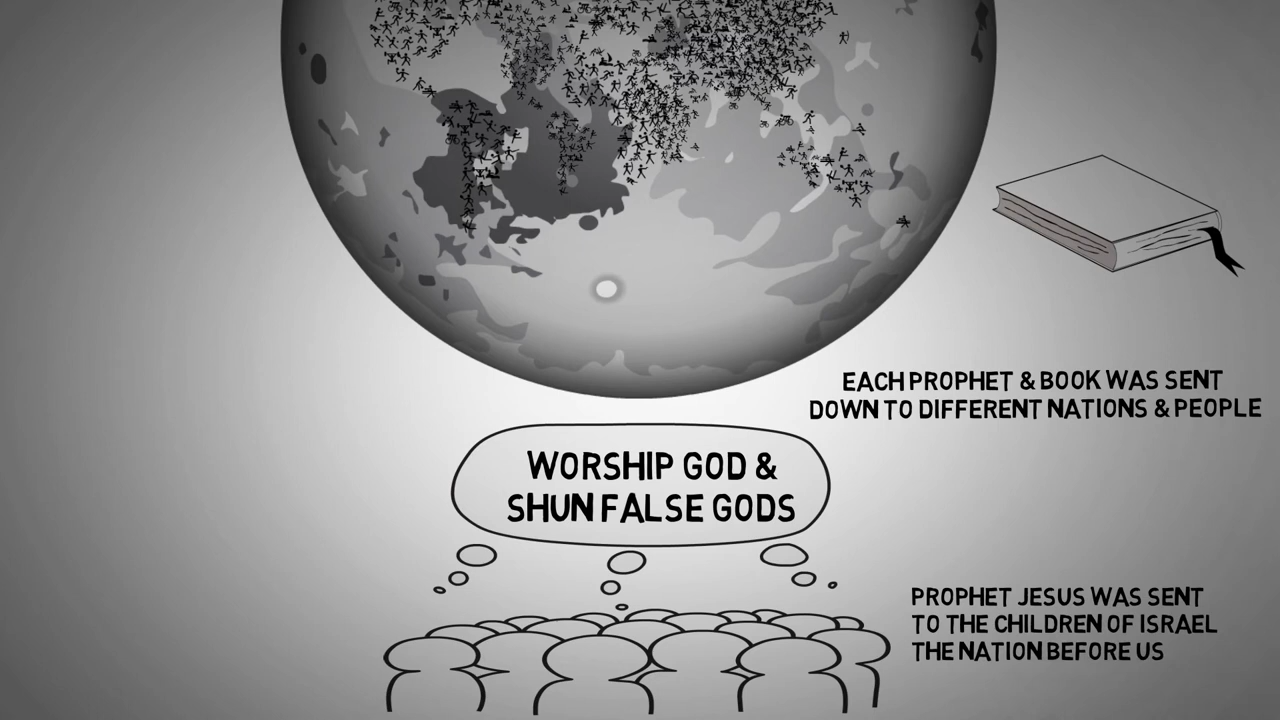 EACH PROPHET & BOOK WAS SENT
DOWN TO DIFFERENT NATIONS & PEOPLE
WORSHIP GOD &
SHUN FALSE GODS
PROPHET JESUS WAS SENT
TO THE CHILDREN OF ISRAEL
THE NATION BEFORE US